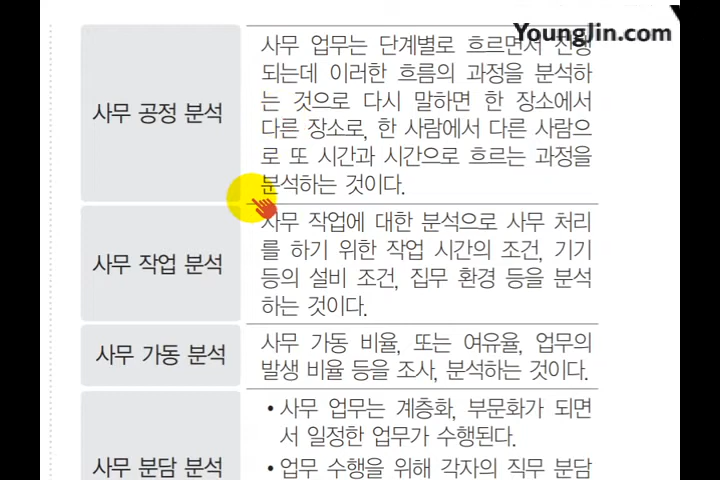 YoungJin.com
사무 공정 분석
사무 업무는 단계별로 흐르면서 진행
되는데 이러한 흐름의 과정을 분석하
는 것으로 다시 말하면 한 장소에서
다른 장소로, 한 사람에서 다른 사람으
로 또 시간과 시간으로 흐르는 과정을
분석하는 것이다.
사무 작업 분석
사무 작업에 대한 분석으로 사무 처리
를 하기 위한 작업 시간의 조건, 기기
등의 설비 조건, 집무 환경 등을 분석
하는 것이다.
사무 가동 분석
사무 가동 비율, 또는 여유율, 업무의
발생 비율 등을 조사, 분석하는 것이다.
사무 분담 분석
• 사무 업무는 계층화, 부문화가 되면
서 일정한 업무가 수행된다.
• 업무 수행을 위해 각자의 직무 분담